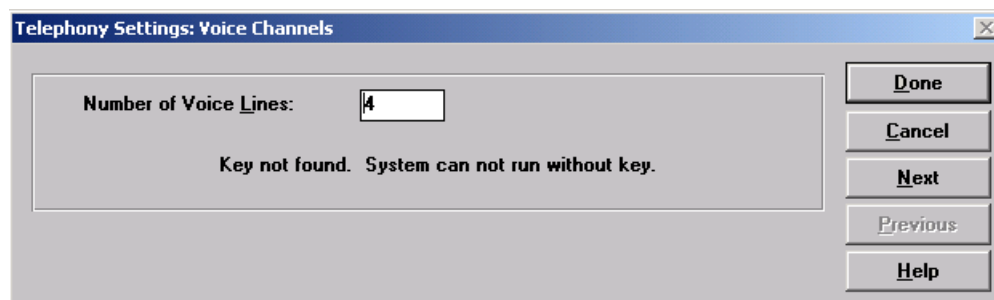 Telephony Settings: Voice Channels
Number of Voice Lines: 4
Key not found. System can not run without key.
Done
Cancel
Next
Previous
Help